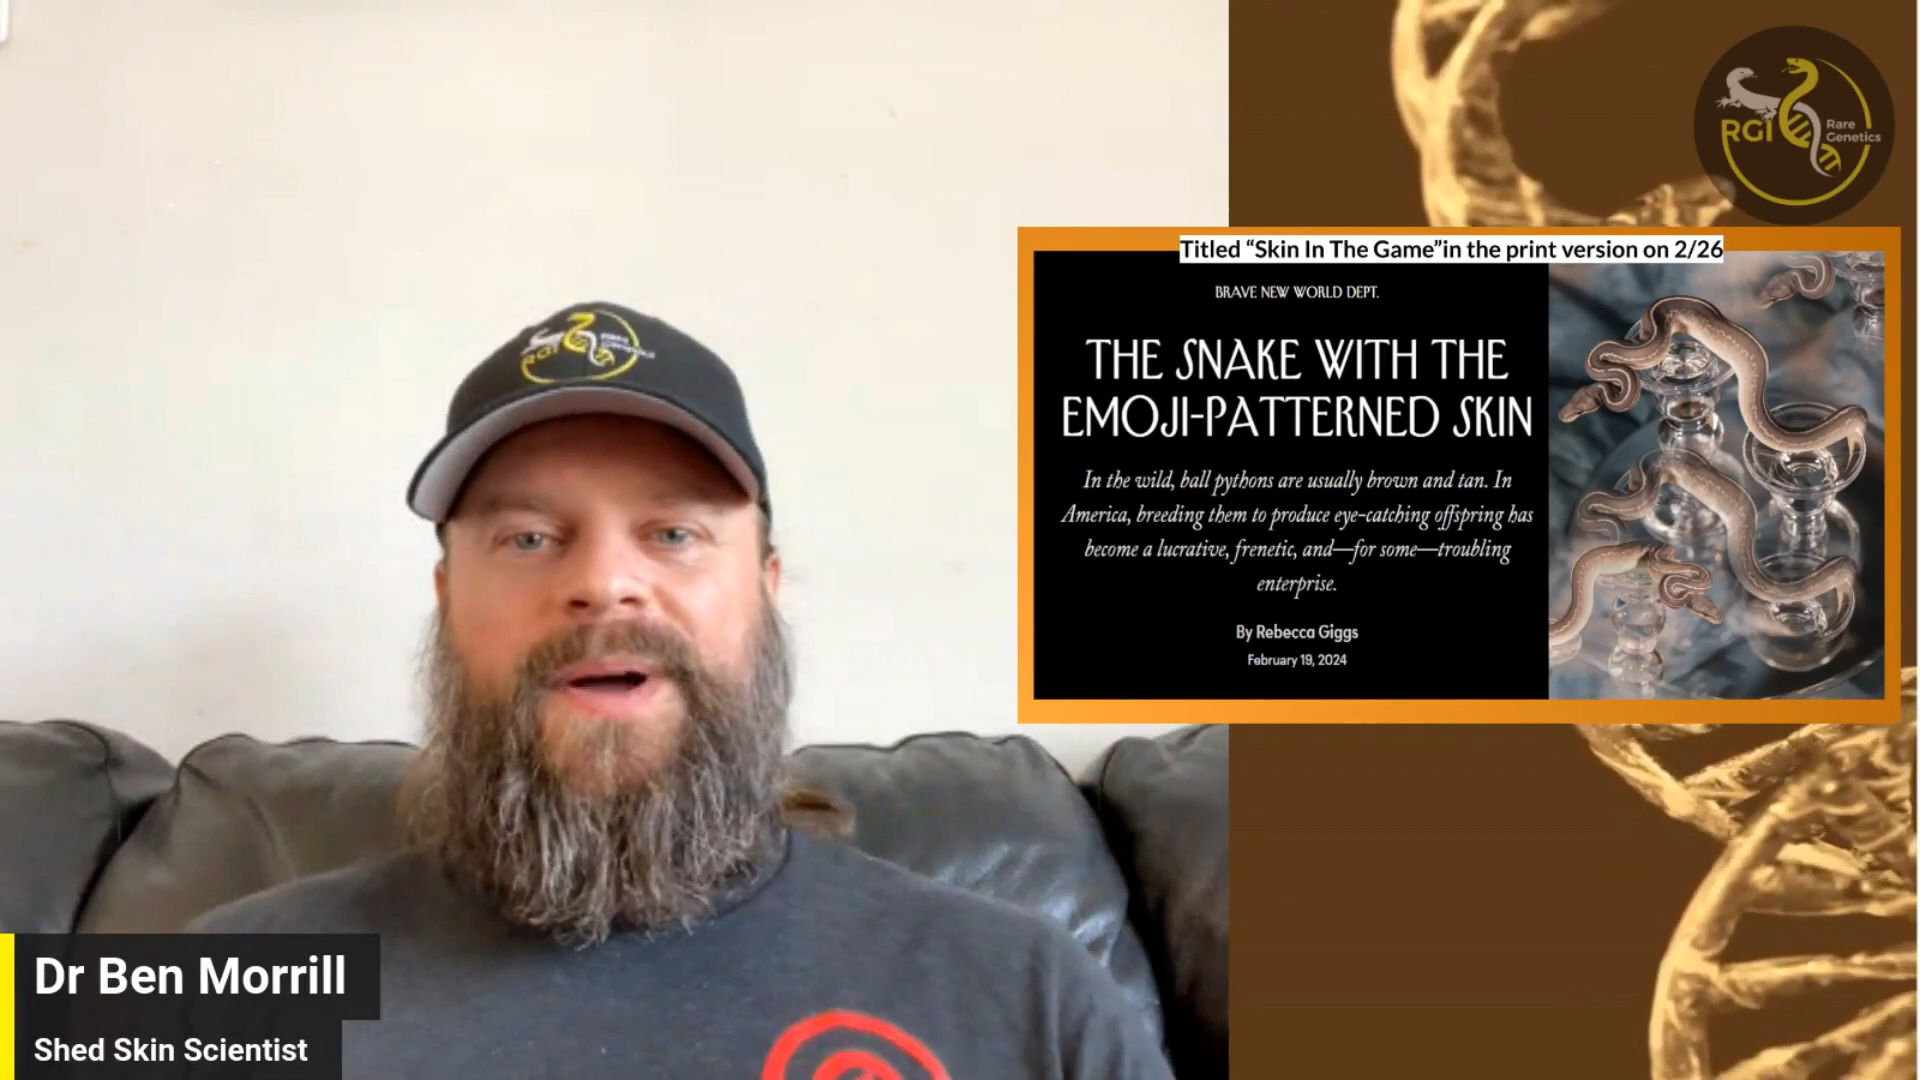 RGI
Rare
Genetics
Titled “Skin In The Game”in the print version on 2/26
BRAVE NEW WORLD DEPT.
THE SNAKE WITH THE
EMOJI-PATTERNED SKIN
In the wild, ball pythons are usually brown and tan. In
America, breeding them to produce eye-catching offspring has
become a lucrative, frenetic, and—for some—troubling
enterprise.
By Rebecca Giggs
February 19, 2024
RGI
Dr Ben Morrill
Shed Skin Scientist